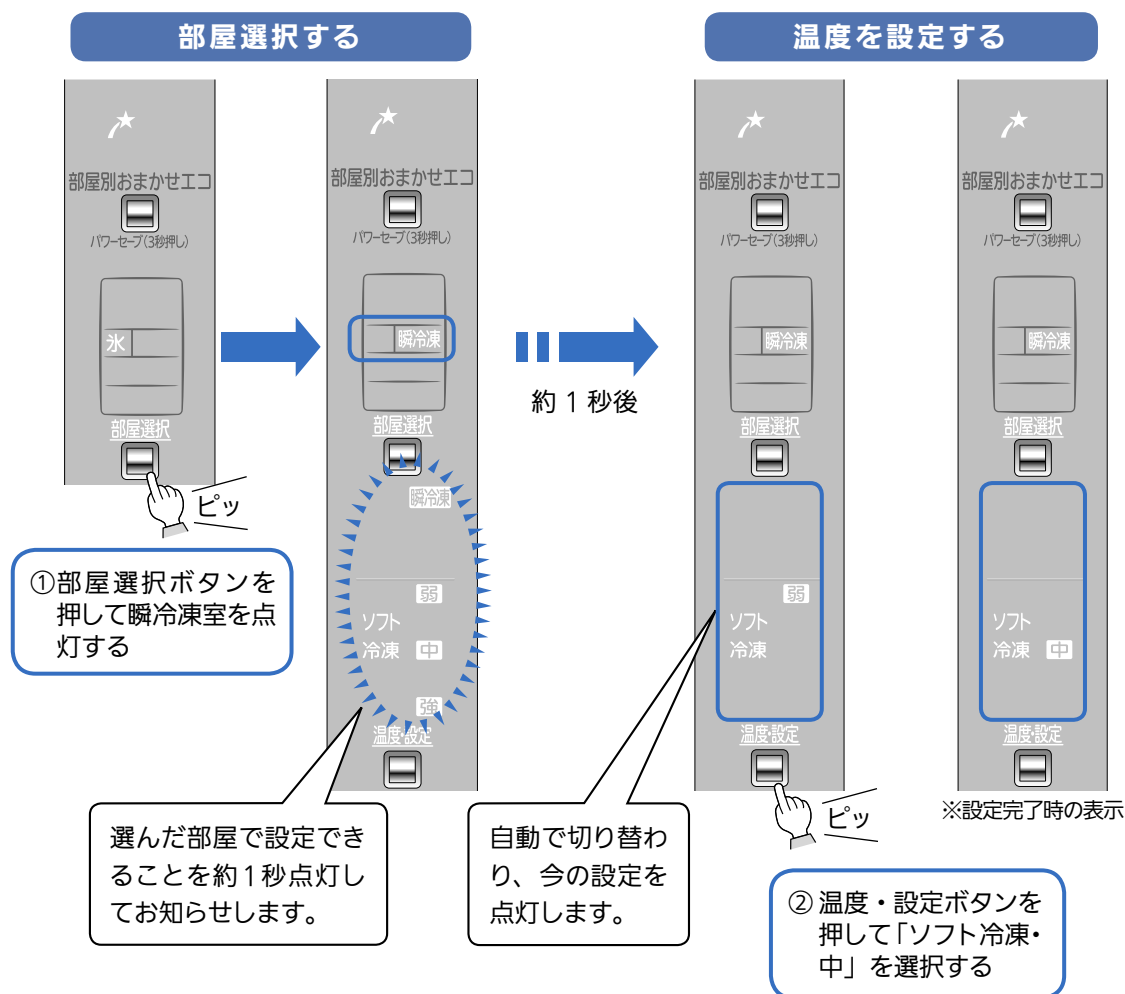 部屋選択する
温度を設定する
部屋別おまかせエコ
パワーセーブ(3秒押し)
氷
部屋選択
ピッ
①部屋選択ボタンを
押して瞬冷凍室を点
灯する
部屋別おまかせエコ
パワーセーブ(3秒押し)
瞬冷凍
部屋選択
瞬冷凍
弱
ソフト
冷凍 中
強
温度・設定
選んだ部屋で設定でき
ることを約1秒点灯し
てお知らせします。
約 1 秒後
部屋別おまかせエコ
パワーセーブ(3秒押し)
瞬冷凍
部屋選択
弱
ソフト
冷凍
温度・設定
ピッ
自動で切り替わ
り、今の設定を
点灯します。
② 温度・設定ボタンを
押して「ソフト冷凍・
中」を選択する
部屋別おまかせエコ
パワーセーブ(3秒押し)
瞬冷凍
部屋選択
ソフト
冷凍 中
温度・設定
※設定完了時の表示